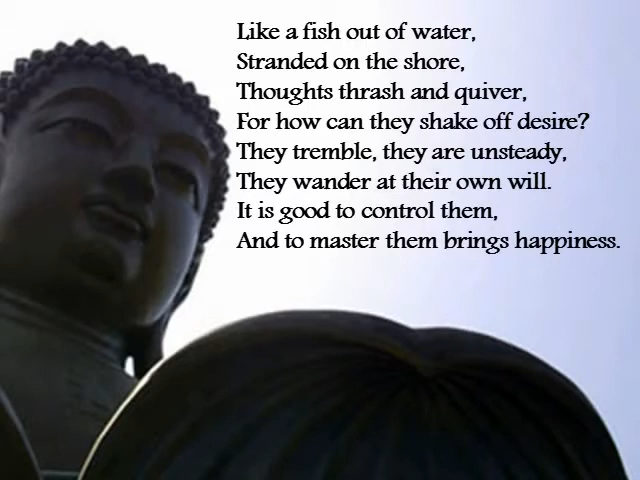 Like a fish out of water,
Stranded on the shore,
Thoughts thrash and quiver,
For how can they shake off desire?
They tremble, they are unsteady,
They wander at their own will.
It is good to control them,
And to master them brings happiness.